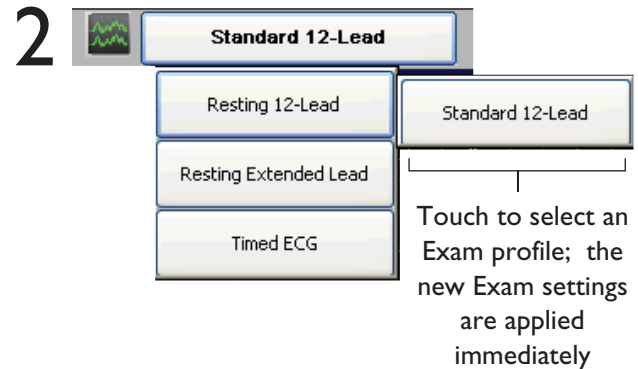 2
Standard 12-Lead
Resting 12-Lead
Standard 12-Lead
Resting Extended Lead
Timed ECG
Touch to select an
Exam profile; the
new Exam settings
are applied
immediately